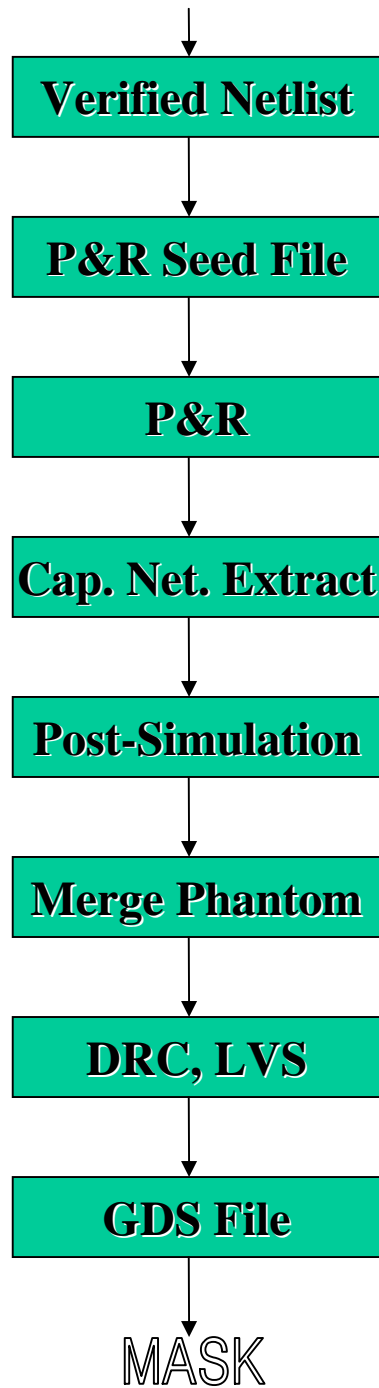 Verified Netlist
P&R Seed File
P&R
Cap. Net. Extract
Post-Simulation
Merge Phantom
DRC, LVS
GDS File
MASK